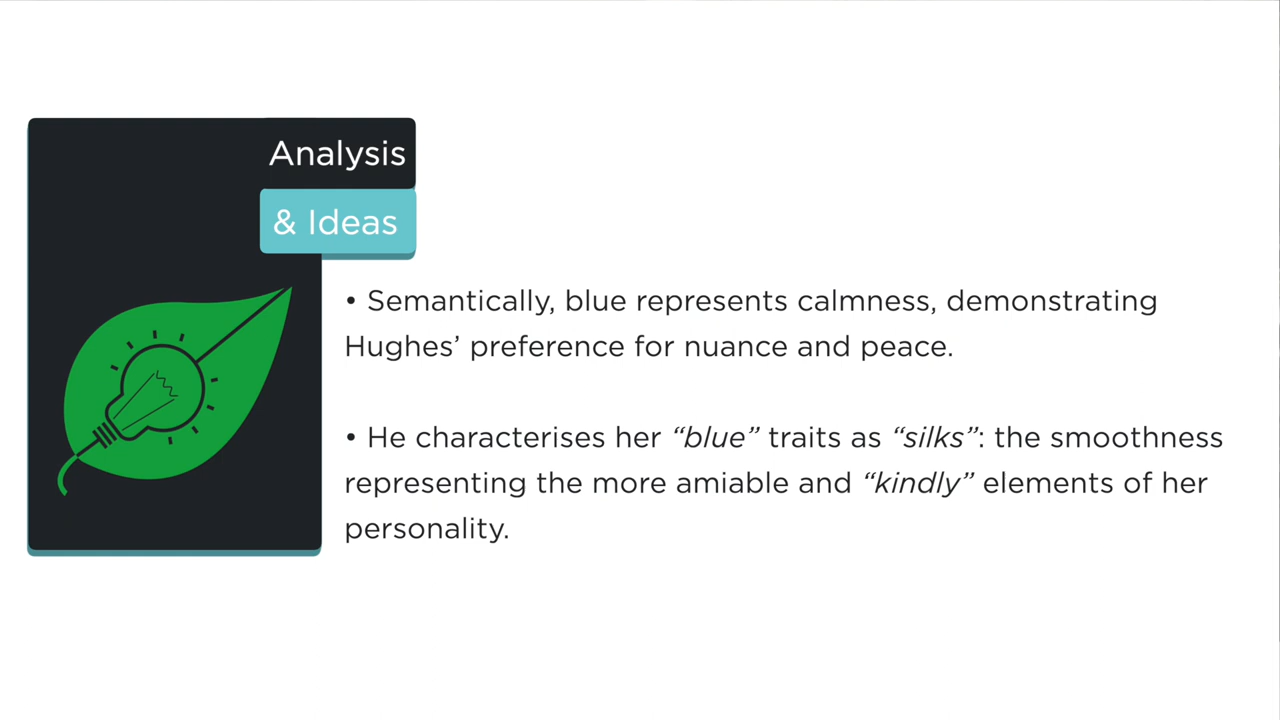 Analysis
& Ideas
• Semantically, blue represents calmness, demonstrating
Hughes’ preference for nuance and peace.
• He characterises her “blue” traits as “silks”: the smoothness
representing the more amiable and “kindly” elements of her
personality.